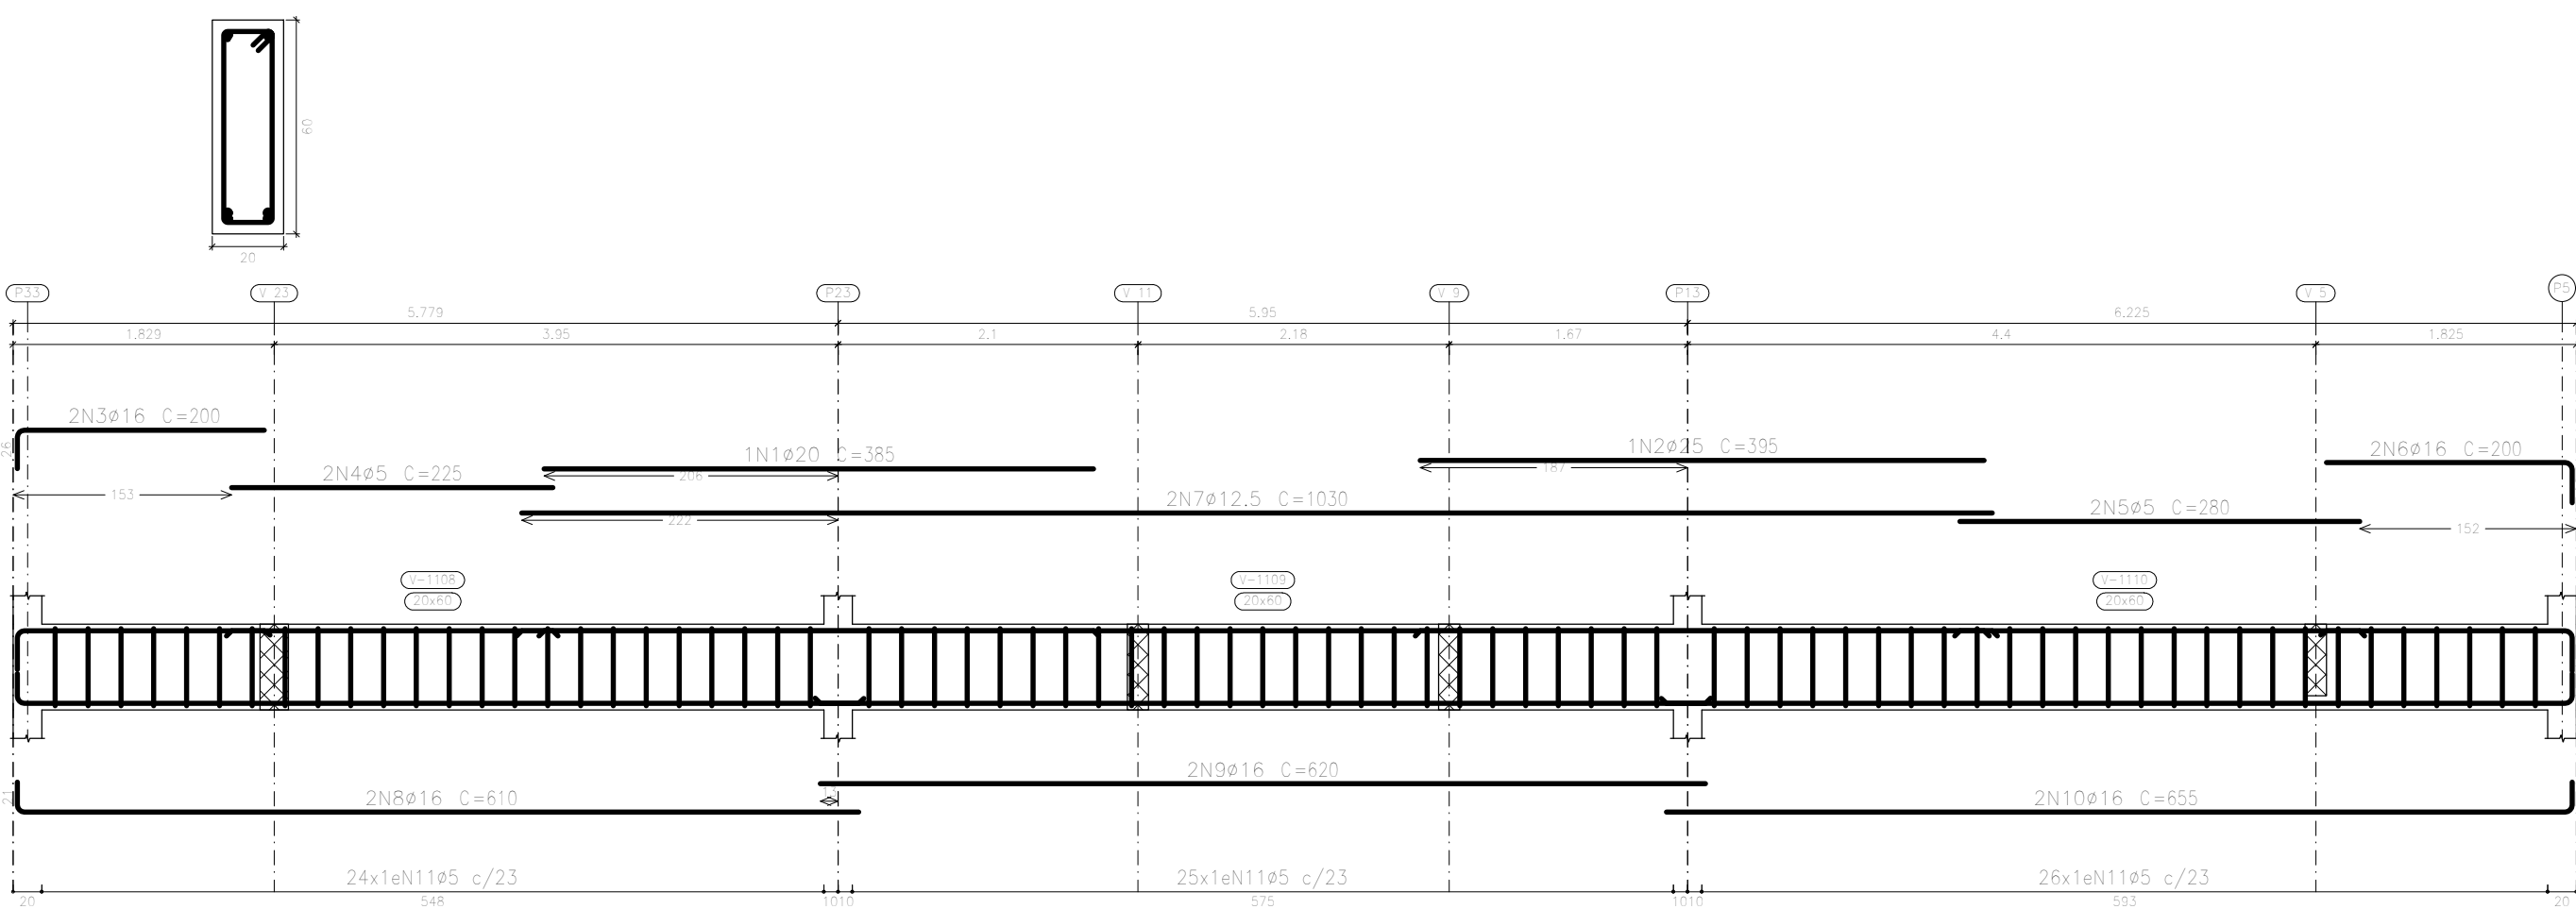 60
20
P33
V 23
P23
V 11
V 9
P13
V 5
P5
5.779
5.95
6.225
1.829
3.95
2.1
2.18
1.67
4.4
1.825
2N3ø16 C=200
26
1N1ø20 C=385
206
1N2ø25 C=395
187
2N6ø16 C=200
2N4ø5 C=225
153
2N7ø12.5 C=1030
222
2N5ø5 C=280
152
V-1108
20x60
V-1109
20x60
V-1110
20x60
2N9ø16 C=620
13
21
2N8ø16 C=610
2N10ø16 C=655
24x1eN11ø5 c/23
25x1eN11ø5 c/23
26x1eN11ø5 c/23
20
548
1010
575
1010
593
20